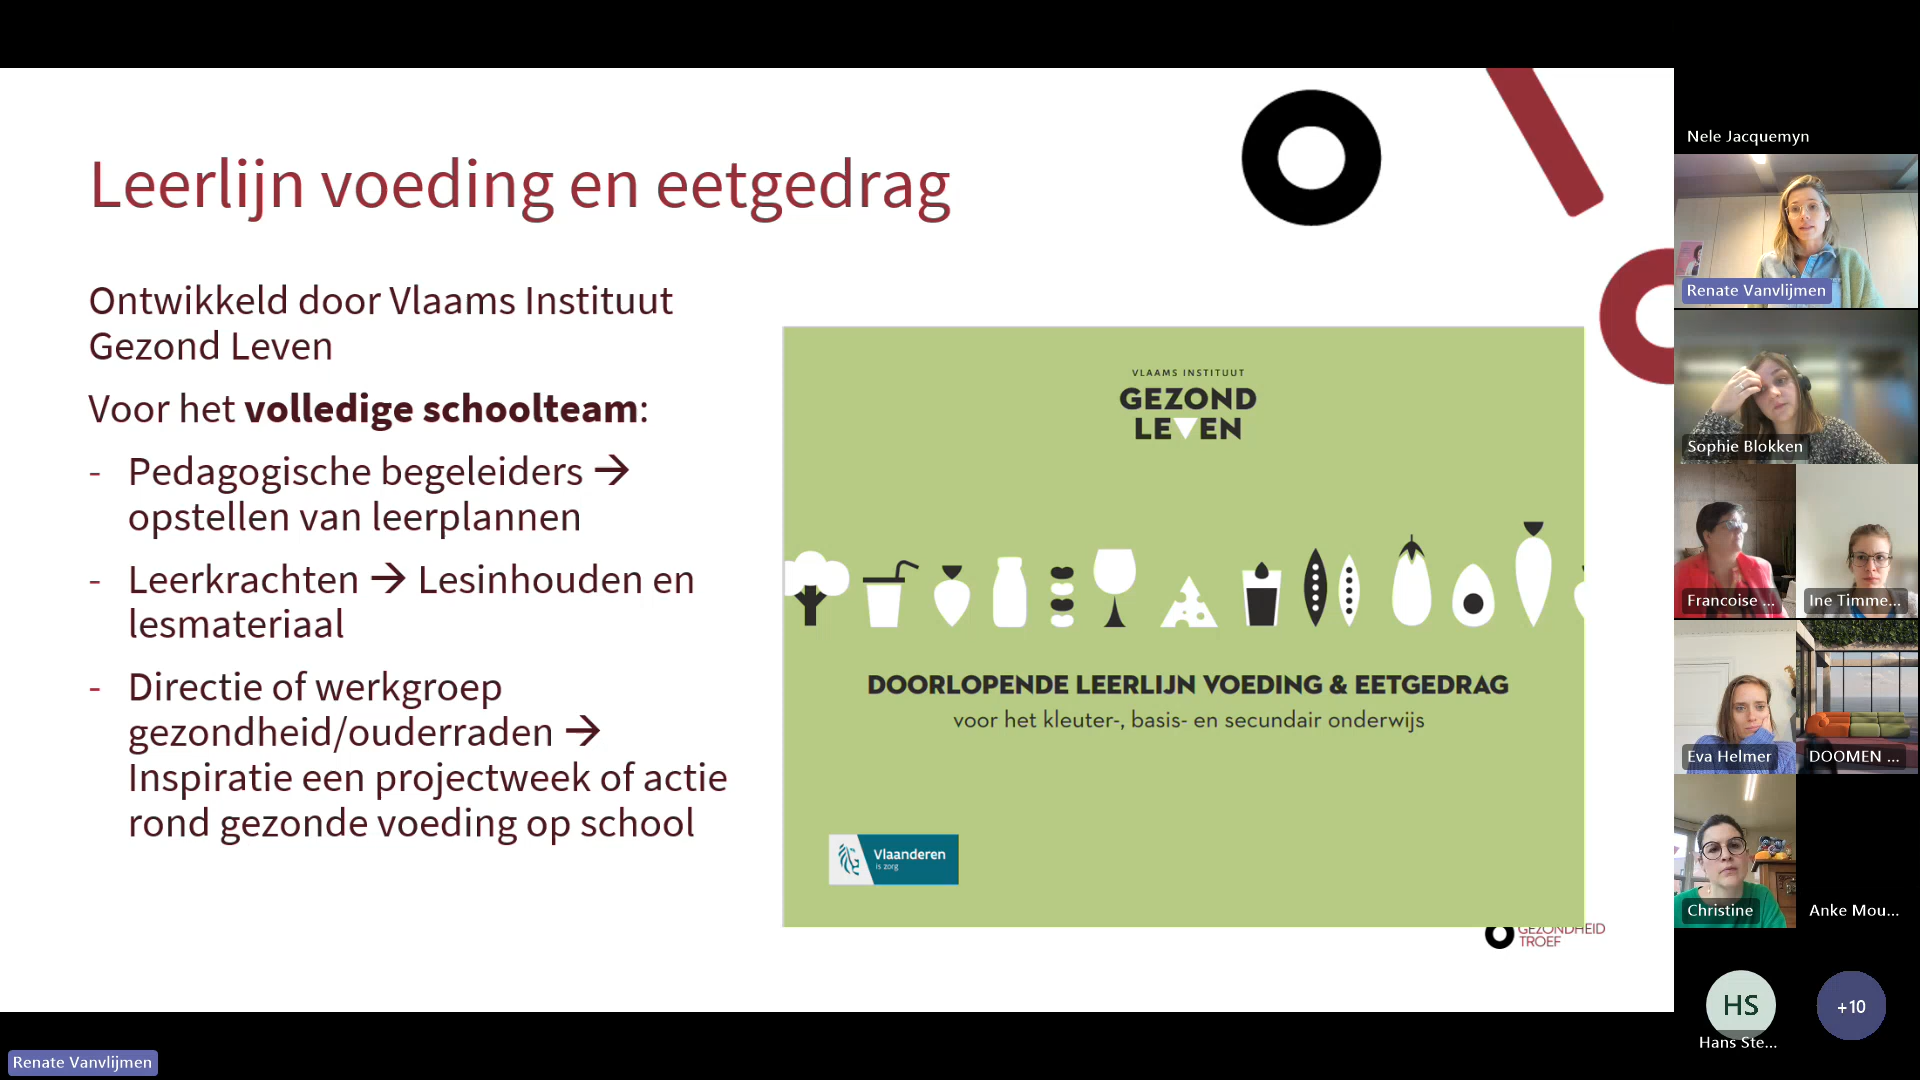 Leerlijn voeding en eetgedrag
Ontwikkeld door Vlaams Instituut
Gezond Leven
Voor het volledige schoolteam:
- Pedagogische begeleiders →
opstellen van leerplannen
- Leerkrachten → Lesinhouden en
lesmateriaal
- Directie of werkgroep
gezondheid/ouderraden →
Inspiratie een projectweek of actie
rond gezonde voeding op school
VLAAMS INSTITUUT
GEZOND
LEVEN
DOORLOPENDE LEERLIJN VOEDING & EETGEDRAG
voor het kleuter-, basis- en secundair onderwijs
Vlaanderen
is zorg
GEZONDHEID
TROEF
Nele Jacquemyn
Renate Vanvlijmen
Sophie Blokken
Francoise ...
Ine Timme...
Eva Helmer
DOOMEN ...
Christine
Anke Mou...
HS
+10
Hans Ste...
Renate Vanvlijmen